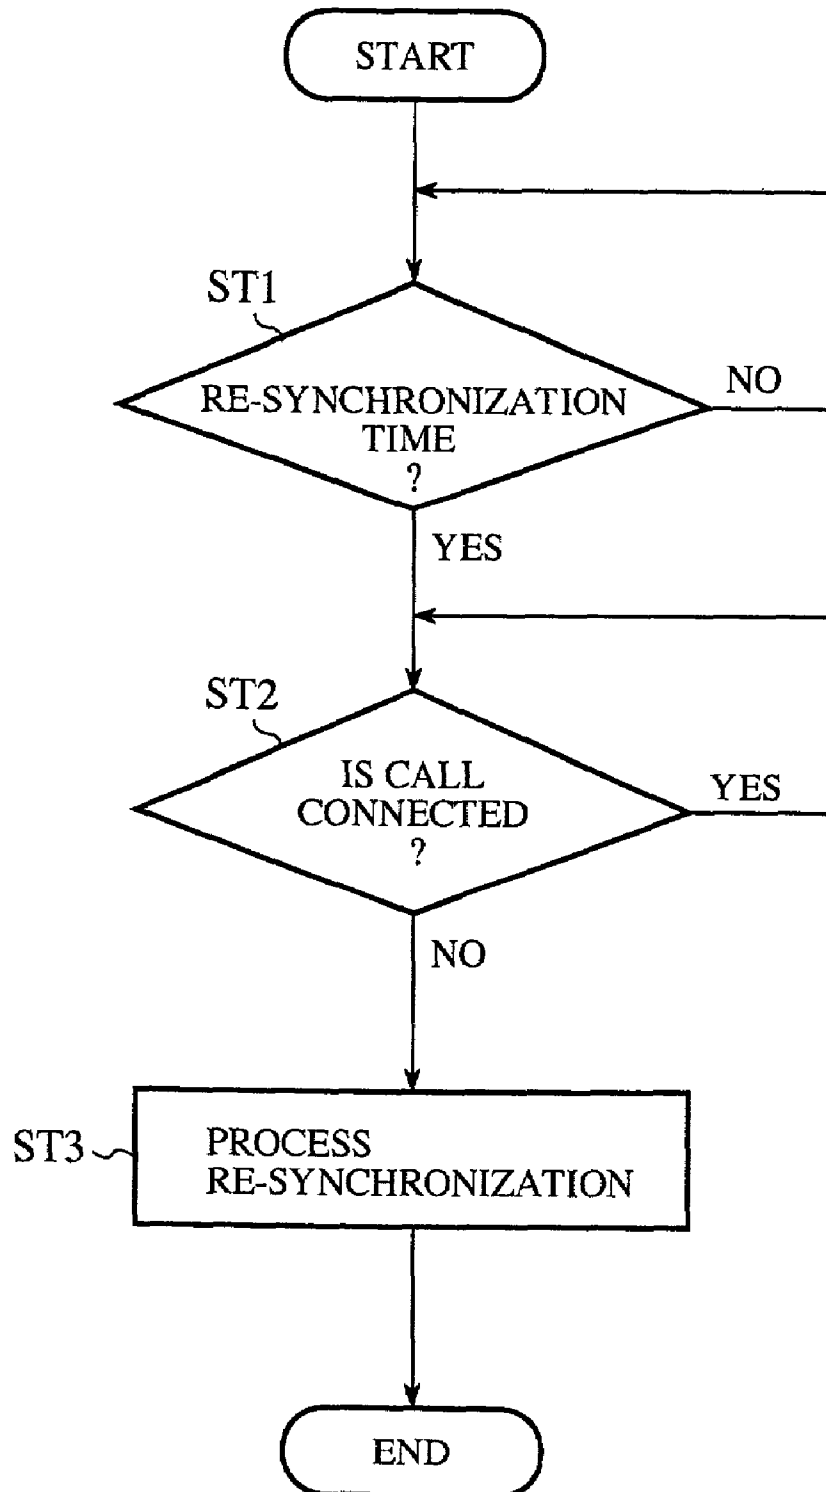 START
ST1
RE-SYNCHRONIZATION
TIME
?
NO
YES
ST2
IS CALL
CONNECTED
?
YES
NO
ST3
PROCESS
RE-SYNCHRONIZATION
END